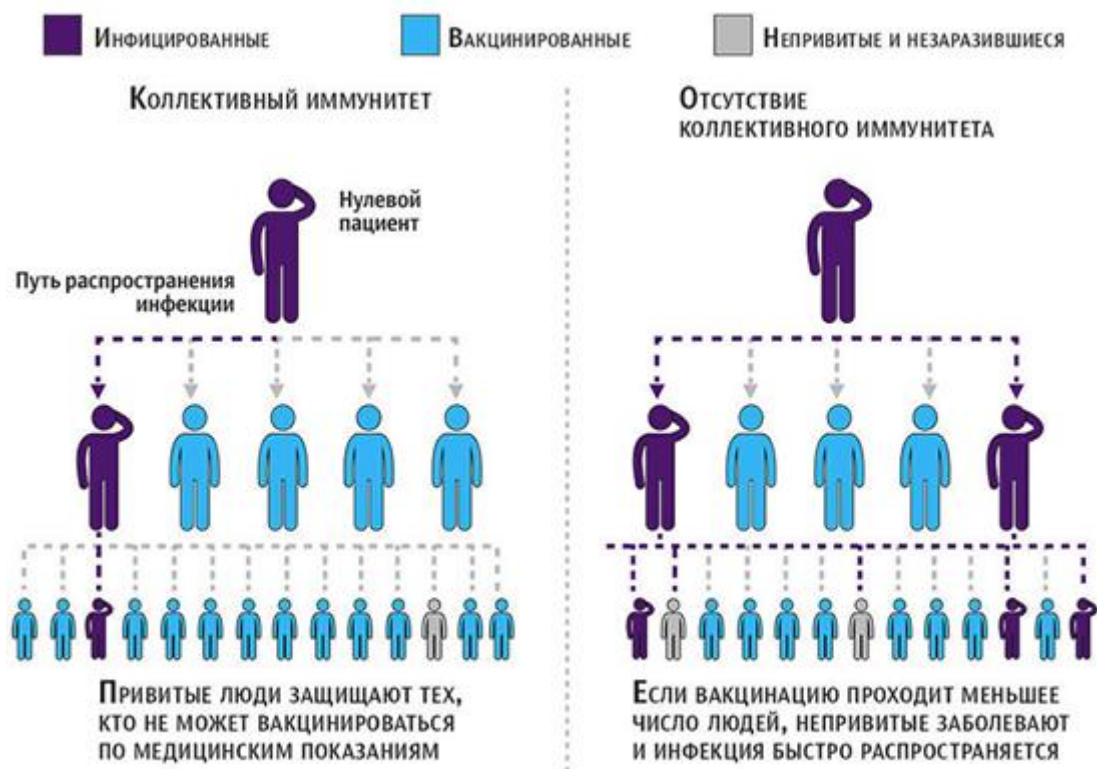 Инфицированные
Вакцинированные
Непривитые и незаразившиеся
Коллективный иммунитет
Нулевой
пациент
Путь распространения
инфекции
Привитые люди защищают тех,
кто не может вакцинироваться
по медицинским показаниям
Отсутствие
коллективного иммунитета
Если вакцинацию проходит меньшее
число людей, непривитые заболевают
и инфекция быстро распространяется